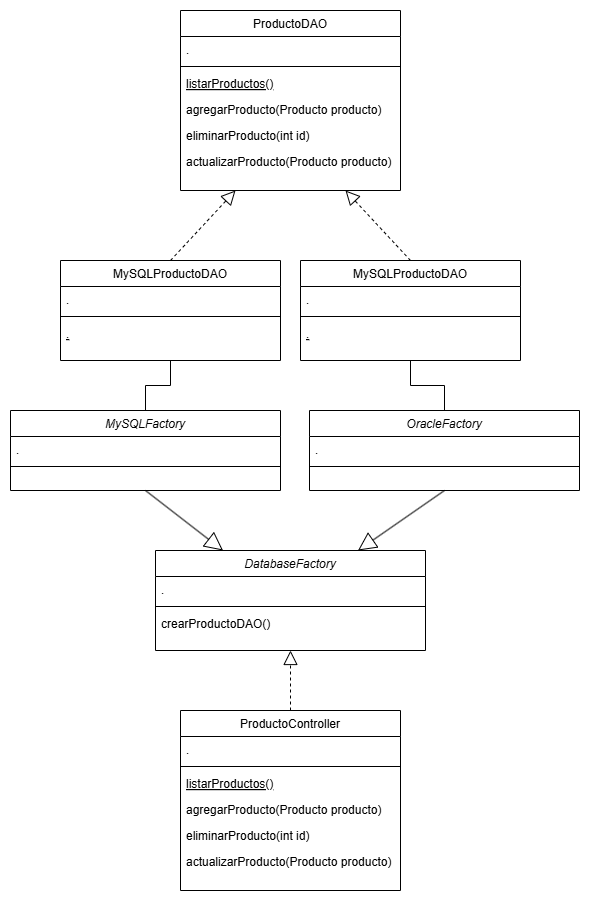 ProductoDAO
.
listarProductos()
agregarProducto(Producto producto)
eliminarProducto(int id)
actualizarProducto(Producto producto)
MySQLProductoDAO
.
.
MySQLProductoDAO
.
.
MySQLFactory
.
OracleFactory
.
DatabaseFactory
.
crearProductoDAO()
ProductoController
.
listarProductos()
agregarProducto(Producto producto)
eliminarProducto(int id)
actualizarProducto(Producto producto)